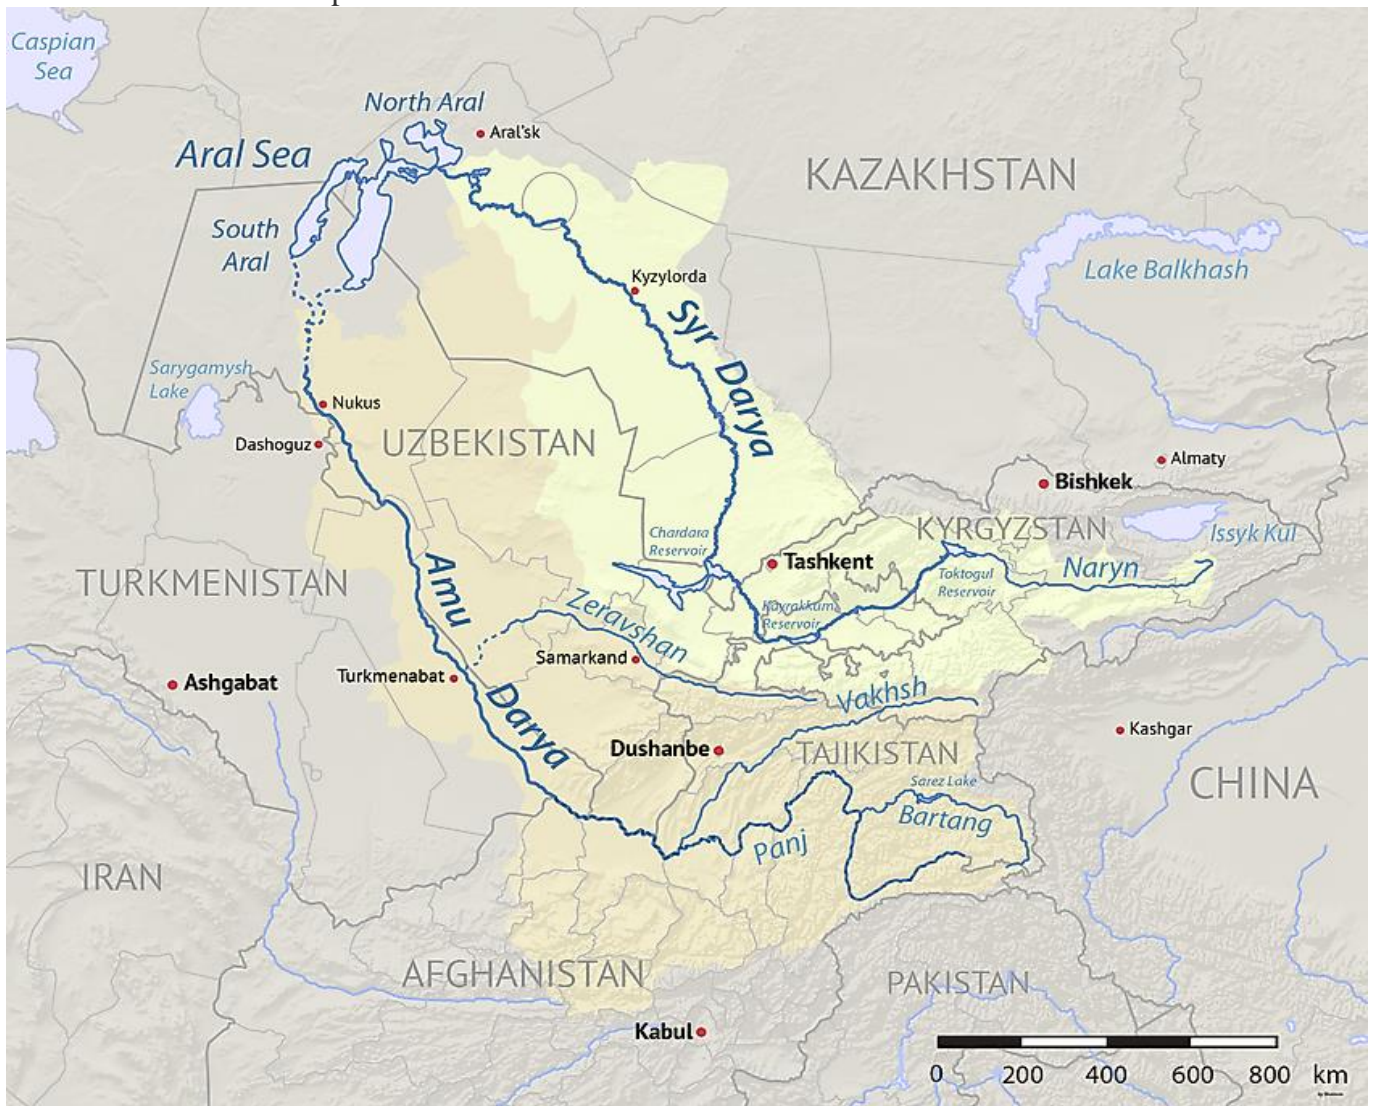 Caspian
Sea
North Aral
Aral'sk
Aral Sea
KAZAKHSTAN
South
Aral
Lake Balkhash
Kyzylorda
Syr Darya
Sarygamysh
Lake
Nukus
UZBEKISTAN
Dashoguz
Almaty
Bishkek
KYRGYZSTAN
Issyk Kul
Chardara
Reservoir
Tashkent
Naryn
Toktogul
Reservoir
TURKMENISTAN
Amu Darya
Kayrakkum
Reservoir
Zeravshan
Samarkand
Turkmenabat
Ashgabat
Vakhsh
Kashgar
Dushanbe
TAJIKISTAN
Sarez Lake
CHINA
Bartang
Panj
IRAN
AFGHANISTAN
PAKISTAN
Kabul
0 200 400 600 800 km